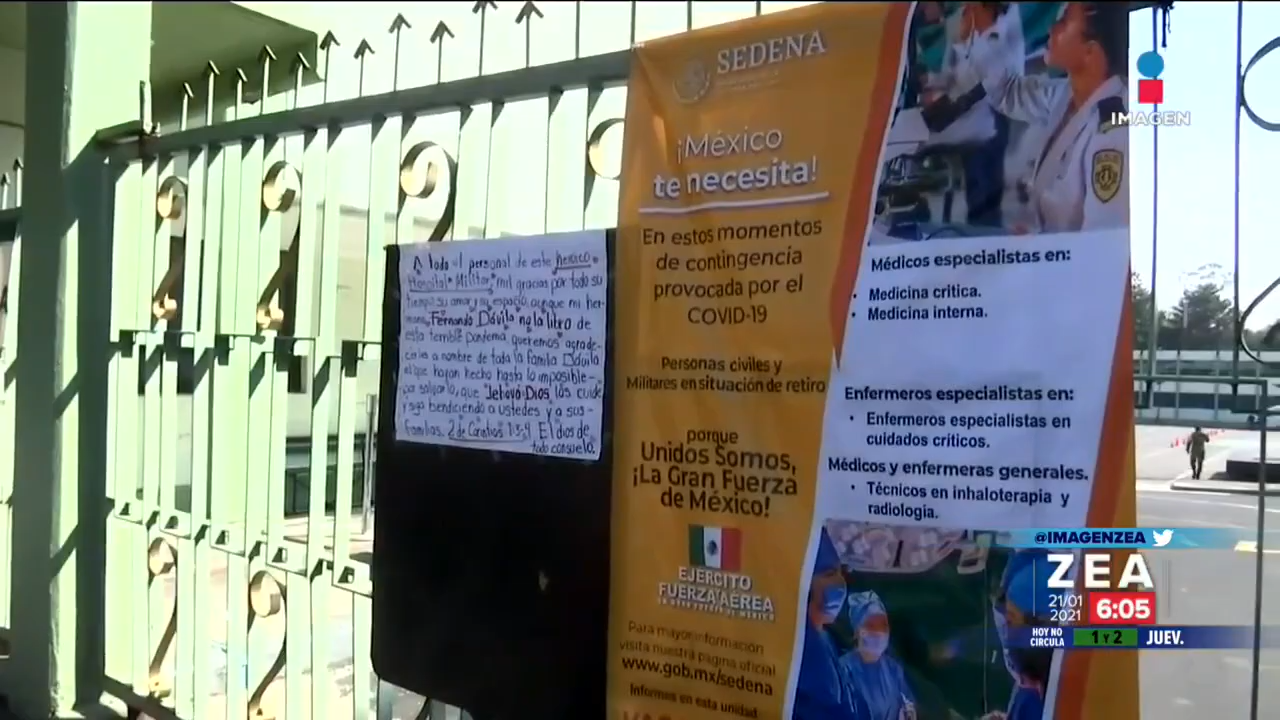 A todo el personal de este heroico
Hospital Militar, mil gracias por todo su
tiempo su amor y su espacio, aunque mi her-
mano, Fernando Dávila no la libro de
esta terrible pandemia queremos agrade-
cerles a nombre de toda la familia Dávila
el que hayan hecho hasta lo imposible
por salvarlo, que Jehová Dios los cuide
y siga bendiciendo a ustedes y a sus
familias. 2 de Corintios 1:3,4 El dios de
todo consuelo.
SEDENA
¡México
te necesita!
En estos momentos
de contingencia
provocada por el
COVID-19
Personas civiles y
Militares en situación de retiro
porque
Unidos Somos,
¡La Gran Fuerza
de México!
EJERCITO
FUERZA AÉREA
Para mayor información
visita nuestra página oficial
www.gob.mx/sedena
Informes en esta unidad
Médicos especialistas en:
• Medicina critica.
• Medicina interna.
Enfermeros especialistas en:
• Enfermeros especialistas en
cuidados críticos.
Médicos y enfermeras generales.
• Técnicos en inhaloterapia y
radiologia.
IMAGEN
@IMAGENZEA
ZEA
21/01
2021
6:05
HOY NO
CIRCULA
1 Y 2
JUEV.